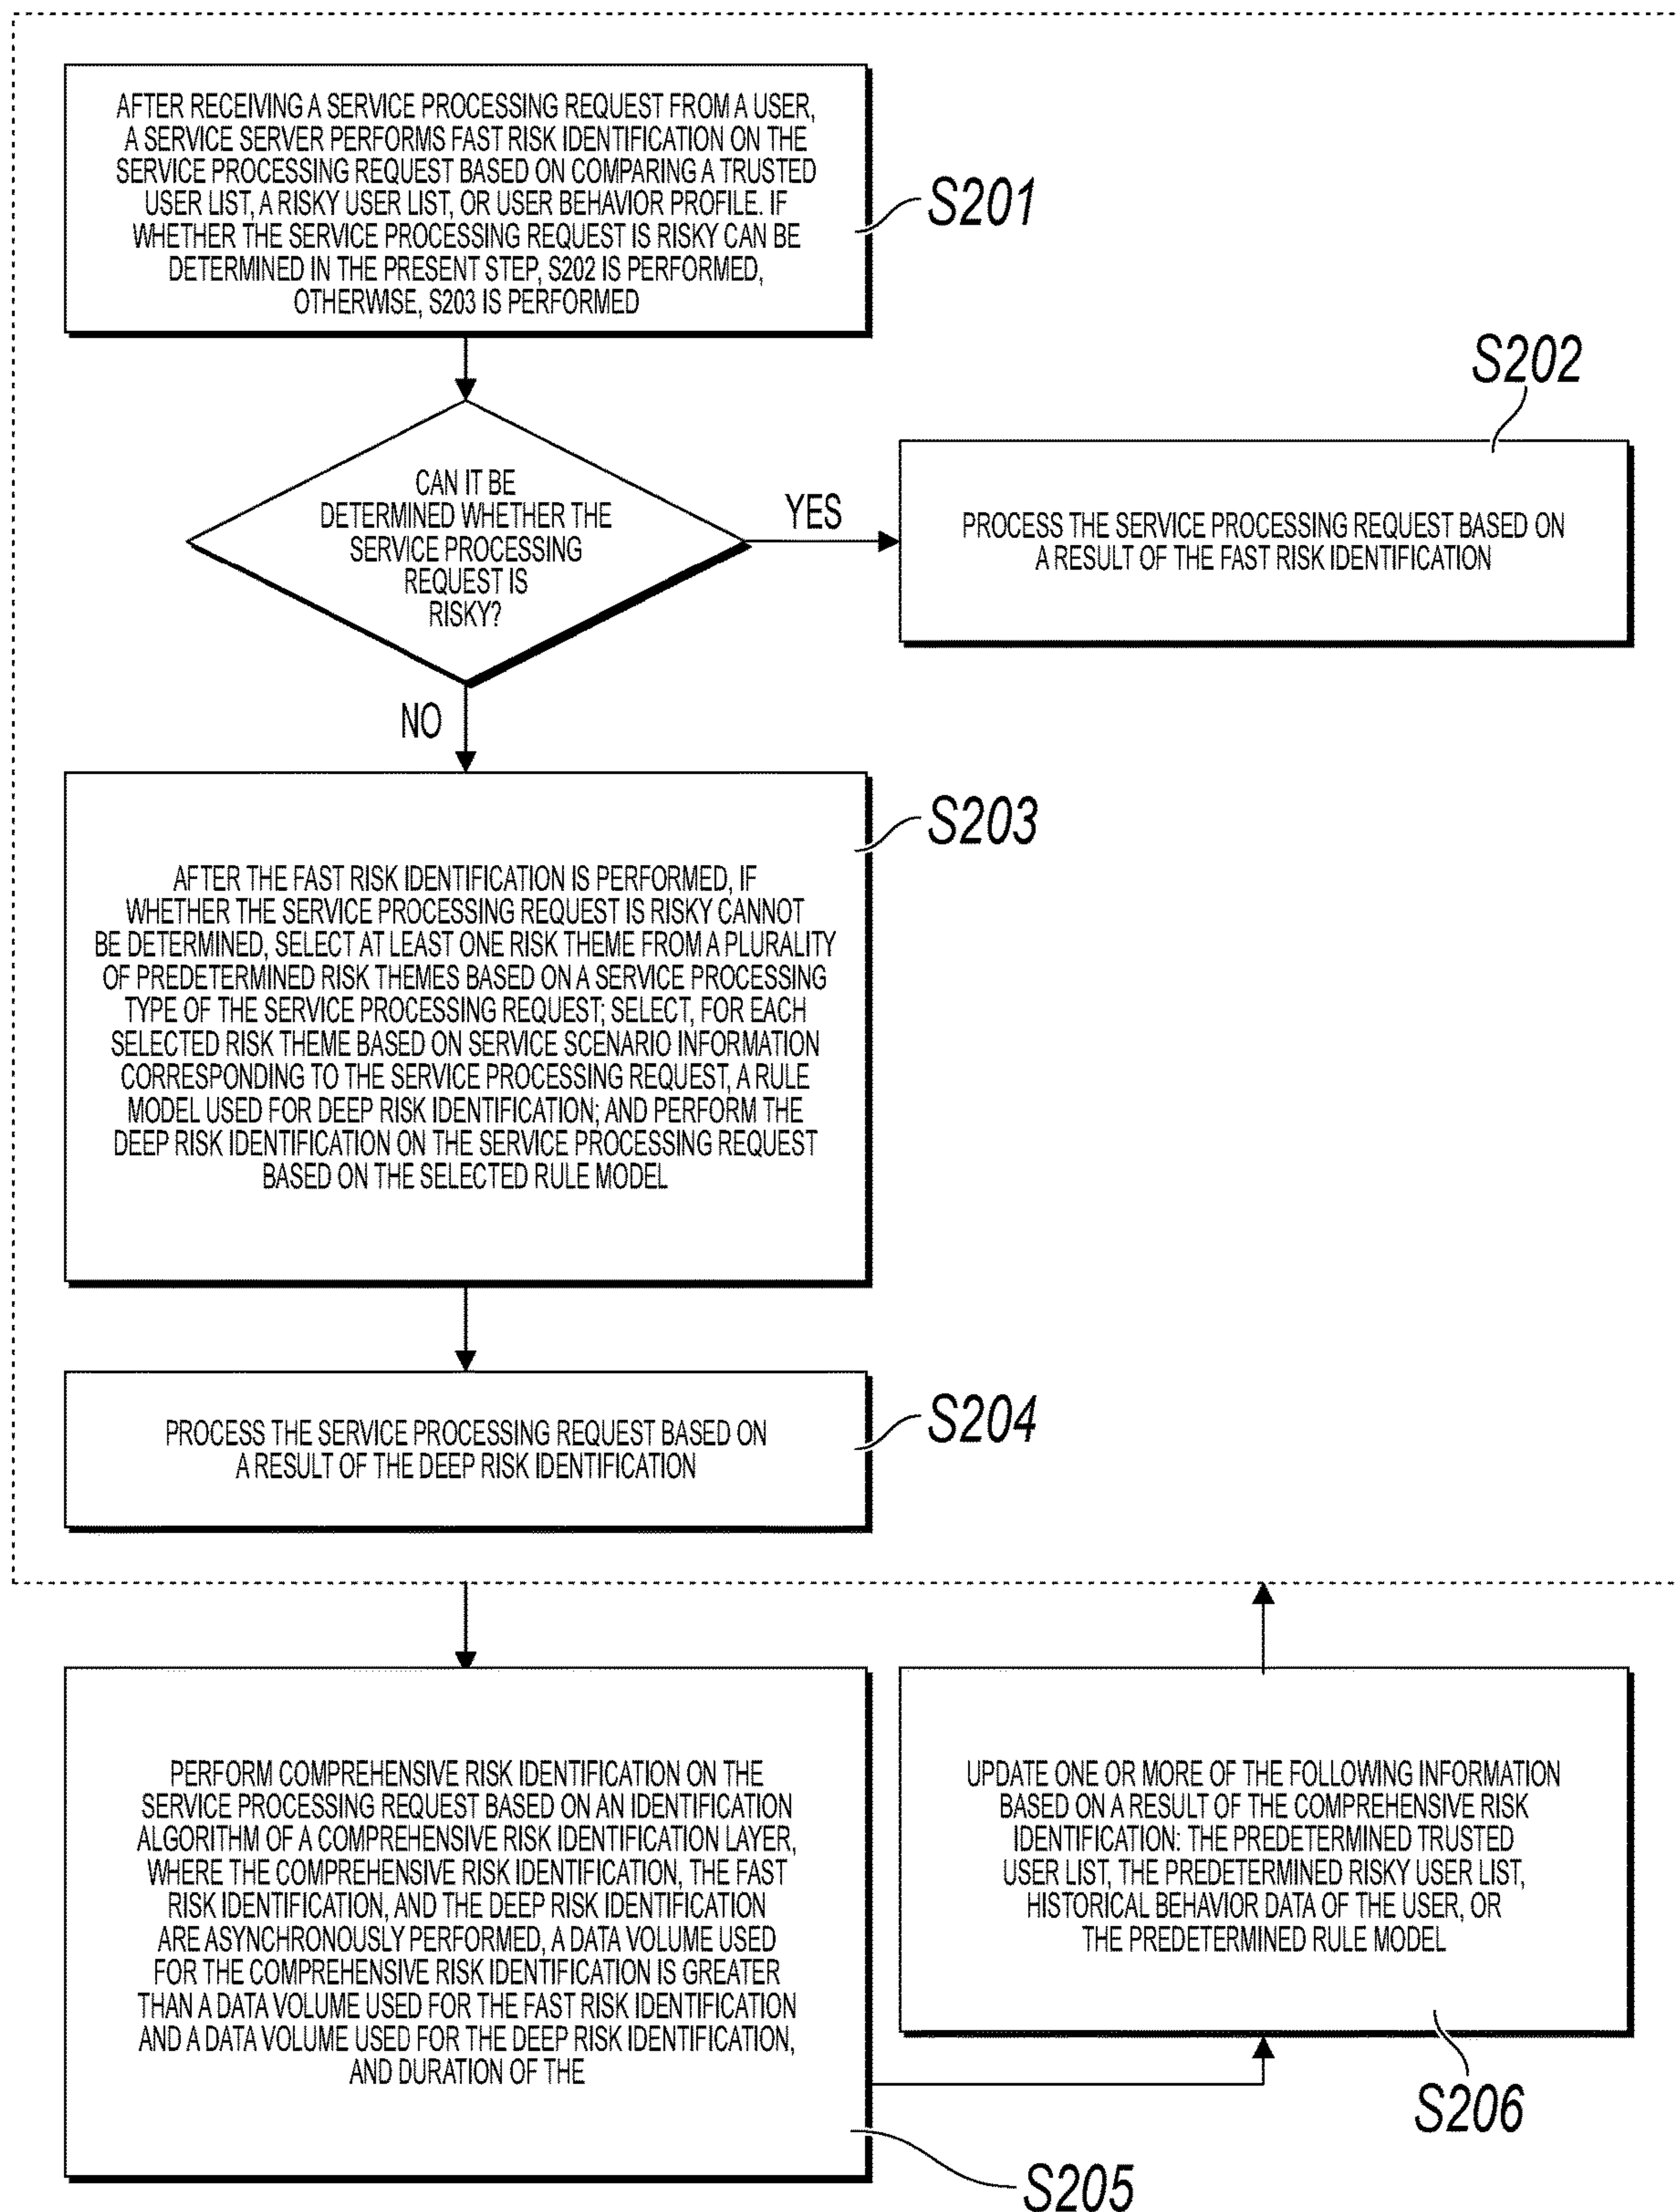 AFTER RECEIVING A SERVICE PROCESSING REQUEST FROM A USER,
A SERVICE SERVER PERFORMS FAST RISK IDENTIFICATION ON THE
SERVICE PROCESSING REQUEST BASED ON COMPARING A TRUSTED
USER LIST, A RISKY USER LIST, OR USER BEHAVIOR PROFILE. IF
WHETHER THE SERVICE PROCESSING REQUEST IS RISKY CAN BE
DETERMINED IN THE PRESENT STEP, S202 IS PERFORMED,
OTHERWISE, S203 IS PERFORMED
S201
CAN IT BE
DETERMINED WHETHER THE
SERVICE PROCESSING
REQUEST IS
RISKY?
YES
S202
PROCESS THE SERVICE PROCESSING REQUEST BASED ON
A RESULT OF THE FAST RISK IDENTIFICATION
NO
S203
AFTER THE FAST RISK IDENTIFICATION IS PERFORMED, IF
WHETHER THE SERVICE PROCESSING REQUEST IS RISKY CANNOT
BE DETERMINED, SELECT AT LEAST ONE RISK THEME FROM A PLURALITY
OF PREDETERMINED RISK THEMES BASED ON A SERVICE PROCESSING
TYPE OF THE SERVICE PROCESSING REQUEST; SELECT, FOR EACH
SELECTED RISK THEME BASED ON SERVICE SCENARIO INFORMATION
CORRESPONDING TO THE SERVICE PROCESSING REQUEST, A RULE
MODEL USED FOR DEEP RISK IDENTIFICATION; AND PERFORM THE
DEEP RISK IDENTIFICATION ON THE SERVICE PROCESSING REQUEST
BASED ON THE SELECTED RULE MODEL
S204
PROCESS THE SERVICE PROCESSING REQUEST BASED ON
A RESULT OF THE DEEP RISK IDENTIFICATION
PERFORM COMPREHENSIVE RISK IDENTIFICATION ON THE
SERVICE PROCESSING REQUEST BASED ON AN IDENTIFICATION
ALGORITHM OF A COMPREHENSIVE RISK IDENTIFICATION LAYER,
WHERE THE COMPREHENSIVE RISK IDENTIFICATION, THE FAST
RISK IDENTIFICATION, AND THE DEEP RISK IDENTIFICATION
ARE ASYNCHRONOUSLY PERFORMED, A DATA VOLUME USED
FOR THE COMPREHENSIVE RISK IDENTIFICATION IS GREATER
THAN A DATA VOLUME USED FOR THE FAST RISK IDENTIFICATION
AND A DATA VOLUME USED FOR THE DEEP RISK IDENTIFICATION,
AND DURATION OF THE
S205
UPDATE ONE OR MORE OF THE FOLLOWING INFORMATION
BASED ON A RESULT OF THE COMPREHENSIVE RISK
IDENTIFICATION: THE PREDETERMINED TRUSTED
USER LIST, THE PREDETERMINED RISKY USER LIST,
HISTORICAL BEHAVIOR DATA OF THE USER, OR
THE PREDETERMINED RULE MODEL
S206